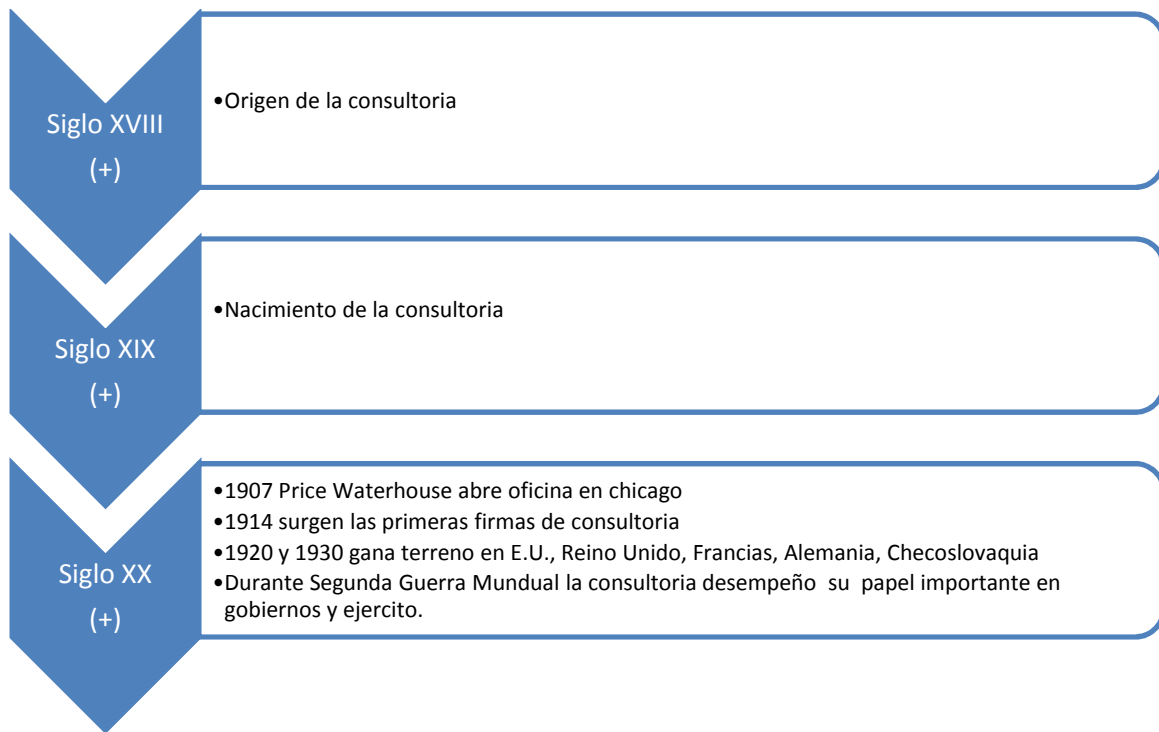 Siglo XVIII
(+)
•Origen de la consultoria
Siglo XIX
(+)
•Nacimiento de la consultoria
Siglo XX
(+)
•1907 Price Waterhouse abre oficina en chicago
•1914 surgen las primeras firmas de consultoria
•1920 y 1930 gana terreno en E.U., Reino Unido, Francias, Alemania, Checoslovaquia
•Durante Segunda Guerra Mundual la consultoria desempeño su papel importante en
gobiernos y ejercito.